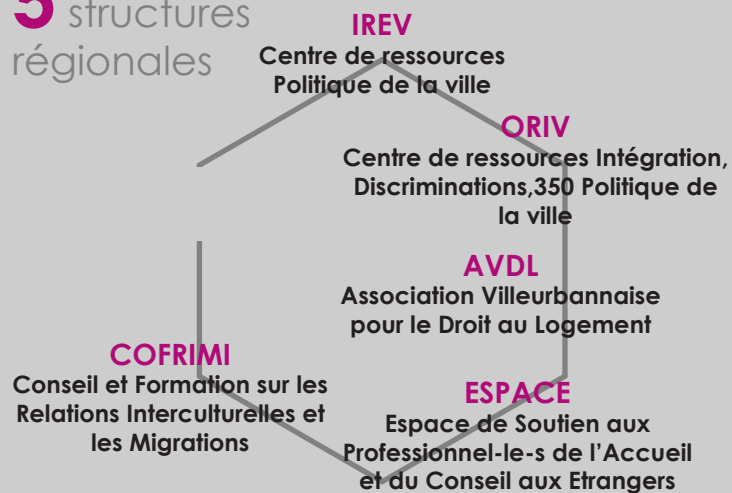 5 structures
régionales
IREV
Centre de ressources
Politique de la ville
ORIV
Centre de ressources Intégration,
Discriminations,350 Politique de
la ville
AVDL
Association Villeurbannaise
pour le Droit au Logement
COFRIMI
Conseil et Formation sur les
Relations Interculturelles et
les Migrations
ESPACE
Espace de Soutien aux
Professionnel-le-s de l’Accueil
et du Conseil aux Etrangers